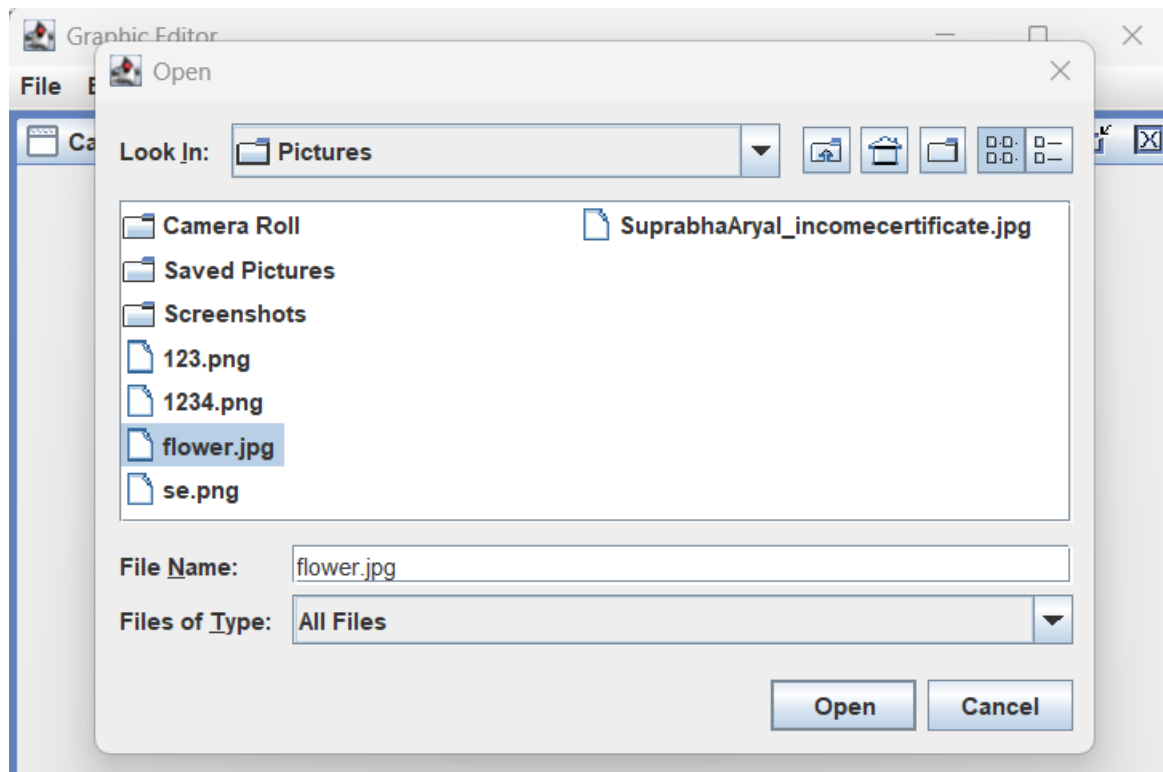 Graphic Editor
Open
File
Ca
Look In:
Pictures
Camera Roll
SuprabhaAryal_incomecertificate.jpg
Saved Pictures
Screenshots
123.png
1234.png
flower.jpg
se.png
File Name:
flower.jpg
Files of Type:
All Files
Open
Cancel